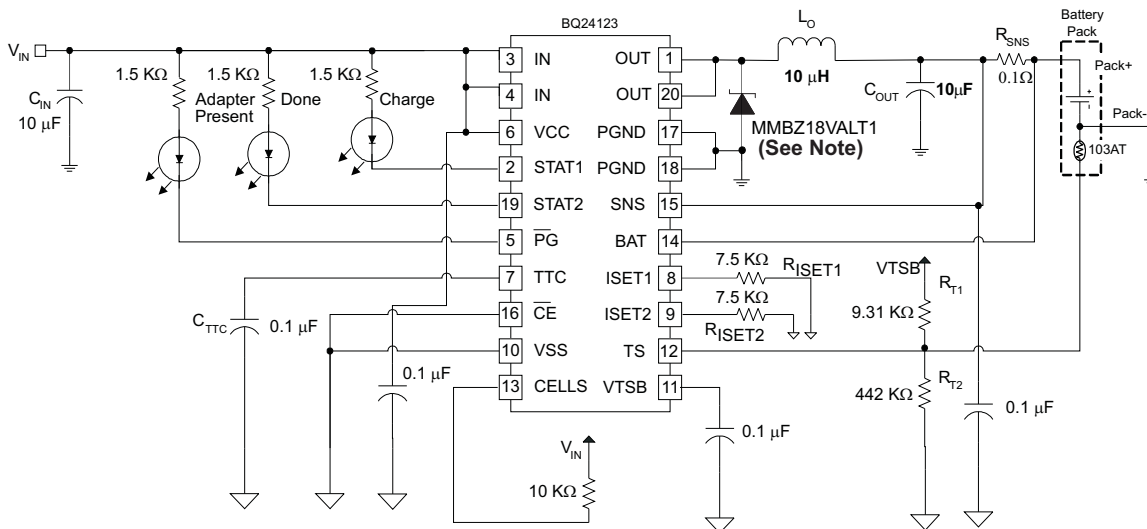 BQ24123
V_IN
C_IN
10 μF
1.5 KΩ
Adapter
Present
1.5 KΩ
Done
1.5 KΩ
Charge
3 IN
4 IN
6 VCC
2 STAT1
19 STAT2
5 P̅G̅
7 TTC
16 C̅E̅
10 VSS
13 CELLS
OUT 1
OUT 20
PGND 17
PGND 18
SNS 15
BAT 14
ISET1 8
ISET2 9
TS 12
VTSB 11
L_O
10 μH
MMBZ18VALT1
(See Note)
C_OUT
10μF
R_SNS
0.1Ω
Battery
Pack
Pack+
+
-
Pack-
103AT
7.5 KΩ
R_ISET1
7.5 KΩ
R_ISET2
VTSB
R_T1
9.31 KΩ
R_T2
442 KΩ
0.1 μF
C_TTC
0.1 μF
0.1 μF
0.1 μF
V_IN
10 KΩ